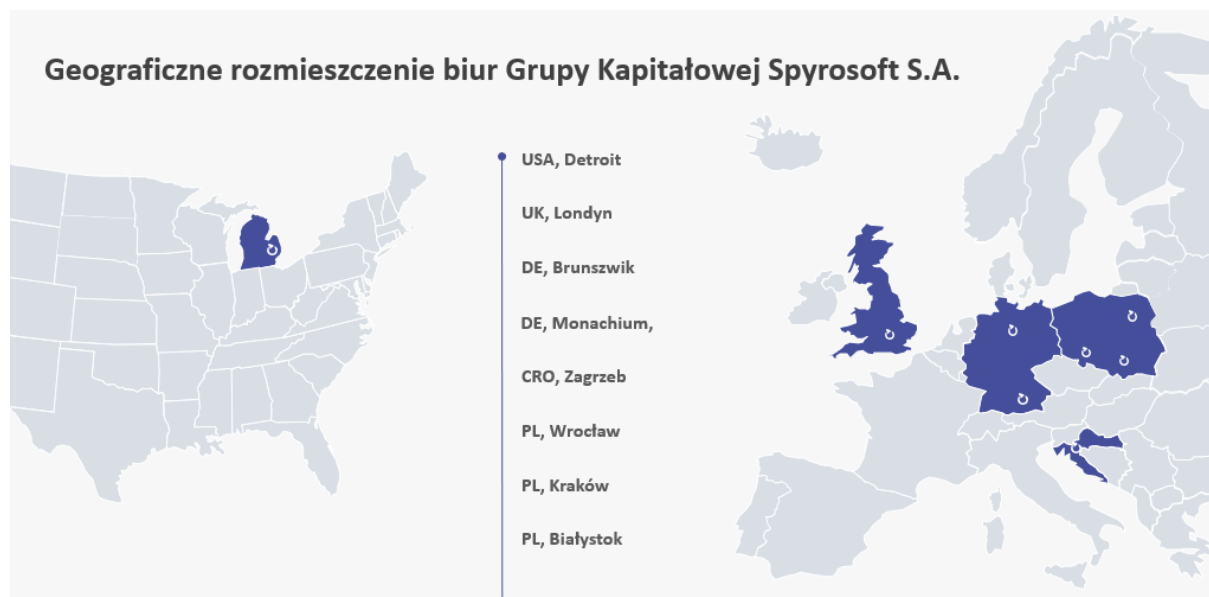 Geograficzne rozmieszczenie biur Grupy Kapitałowej Spyrosoft S.A.
USA, Detroit
UK, Londyn
DE, Brunszwik
DE, Monachium,
CRO, Zagrzeb
PL, Wrocław
PL, Kraków
PL, Białystok